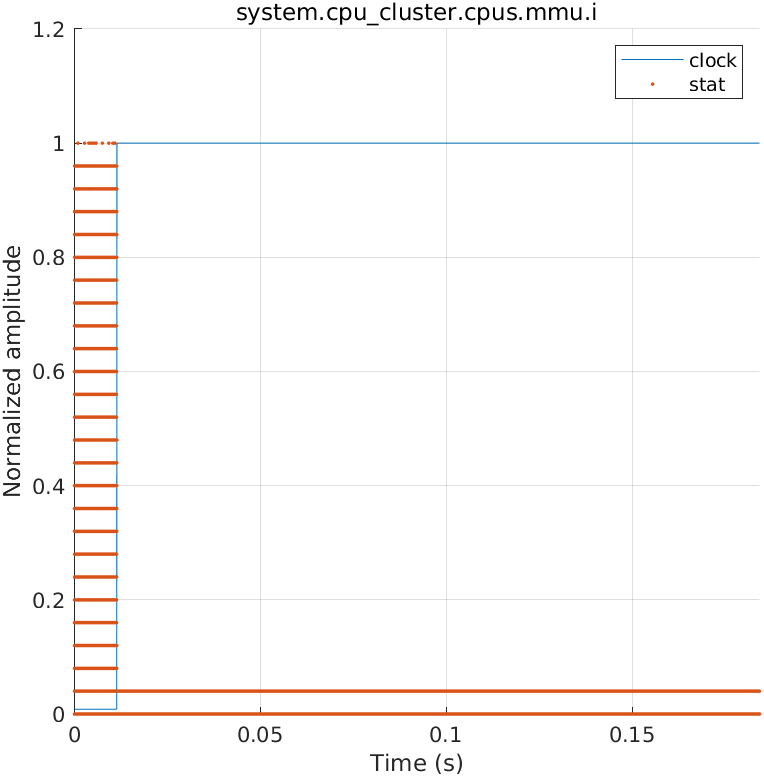 system.cpu_cluster.cpus.mmu.i
1.2
clock
stat
1
0.8
Normalized amplitude
0.6
0.4
0.2
0
0
0.05
0.1
0.15
Time (s)